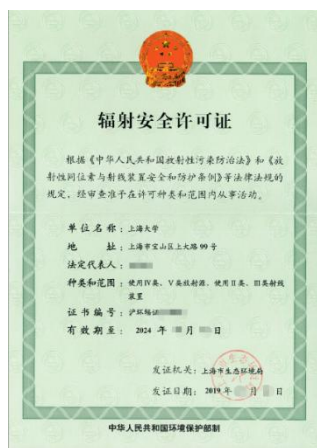 辐射安全许可证
根据《中华人民共和国放射性污染防治法》和《放
射性同位素与射线装置安全和防护条例》等法律法规的
规定，经审查准予在许可种类和范围内从事活动。
单位名称：上海大学
地址：上海市宝山区上大路99号
法定代表人：
种类和范围：使用Ⅳ类、Ⅴ类放射源，使用Ⅱ类、Ⅲ类射线
装置
证书编号：沪环辐证
有效期至：2024 年 月 日
发证机关：上海市生态环境局
发证日期：2019 年 月 日
中华人民共和国环境保护部制